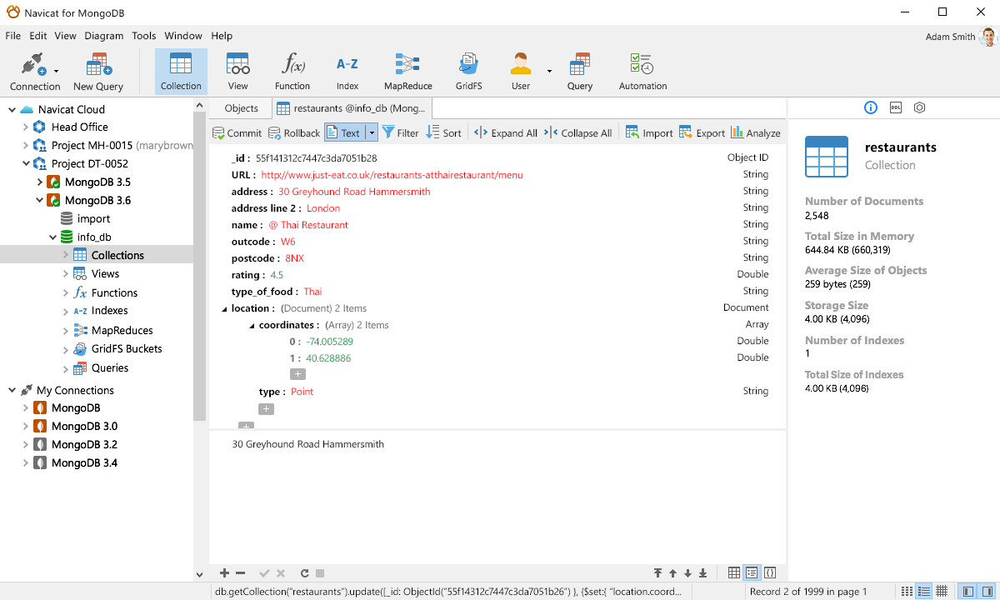 Navicat for MongoDB
File Edit View Diagram Tools Window Help
Adam Smith
Connection New Query Collection View Function Index MapReduce GridFS User Query Automation
f(x)
A-Z
Navicat Cloud
Head Office
Project MH-0015 (marybrown
Project DT-0052
MongoDB 3.5
MongoDB 3.6
import
info_db
Collections
Views
fx Functions
A-Z Indexes
MapReduces
GridFS Buckets
Queries
My Connections
MongoDB
MongoDB 3.0
MongoDB 3.2
MongoDB 3.4
Objects restaurants @info_db (Mong...
Commit Rollback Text Filter Sort Expand All Collapse All Import Export Analyze
_id : 55f141312c7447c3da7051b28 Object ID
URL : http://www.just-eat.co.uk/restaurants-atthairestaurant/menu String
address : 30 Greyhound Road Hammersmith String
address line 2 : London String
name : @ Thai Restaurant String
outcode : W6 String
postcode : 8NX String
rating : 4.5 Double
type_of_food : Thai String
location : (Document) 2 Items Document
coordinates : (Array) 2 Items Array
0 : -74.005289 Double
1 : 40.628886 Double
type : Point String
30 Greyhound Road Hammersmith
DDL
restaurants
Collection
Number of Documents
2,548
Total Size in Memory
644.84 KB (660,319)
Average Size of Objects
259 bytes (259)
Storage Size
4.00 KB (4,096)
Number of Indexes
1
Total Size of Indexes
4.00 KB (4,096)
db.getCollection("restaurants").update([_id: ObjectId("55f14312c7447c3da7051b26") }, {$set:{ "location.coord...
Record 2 of 1999 in page 1